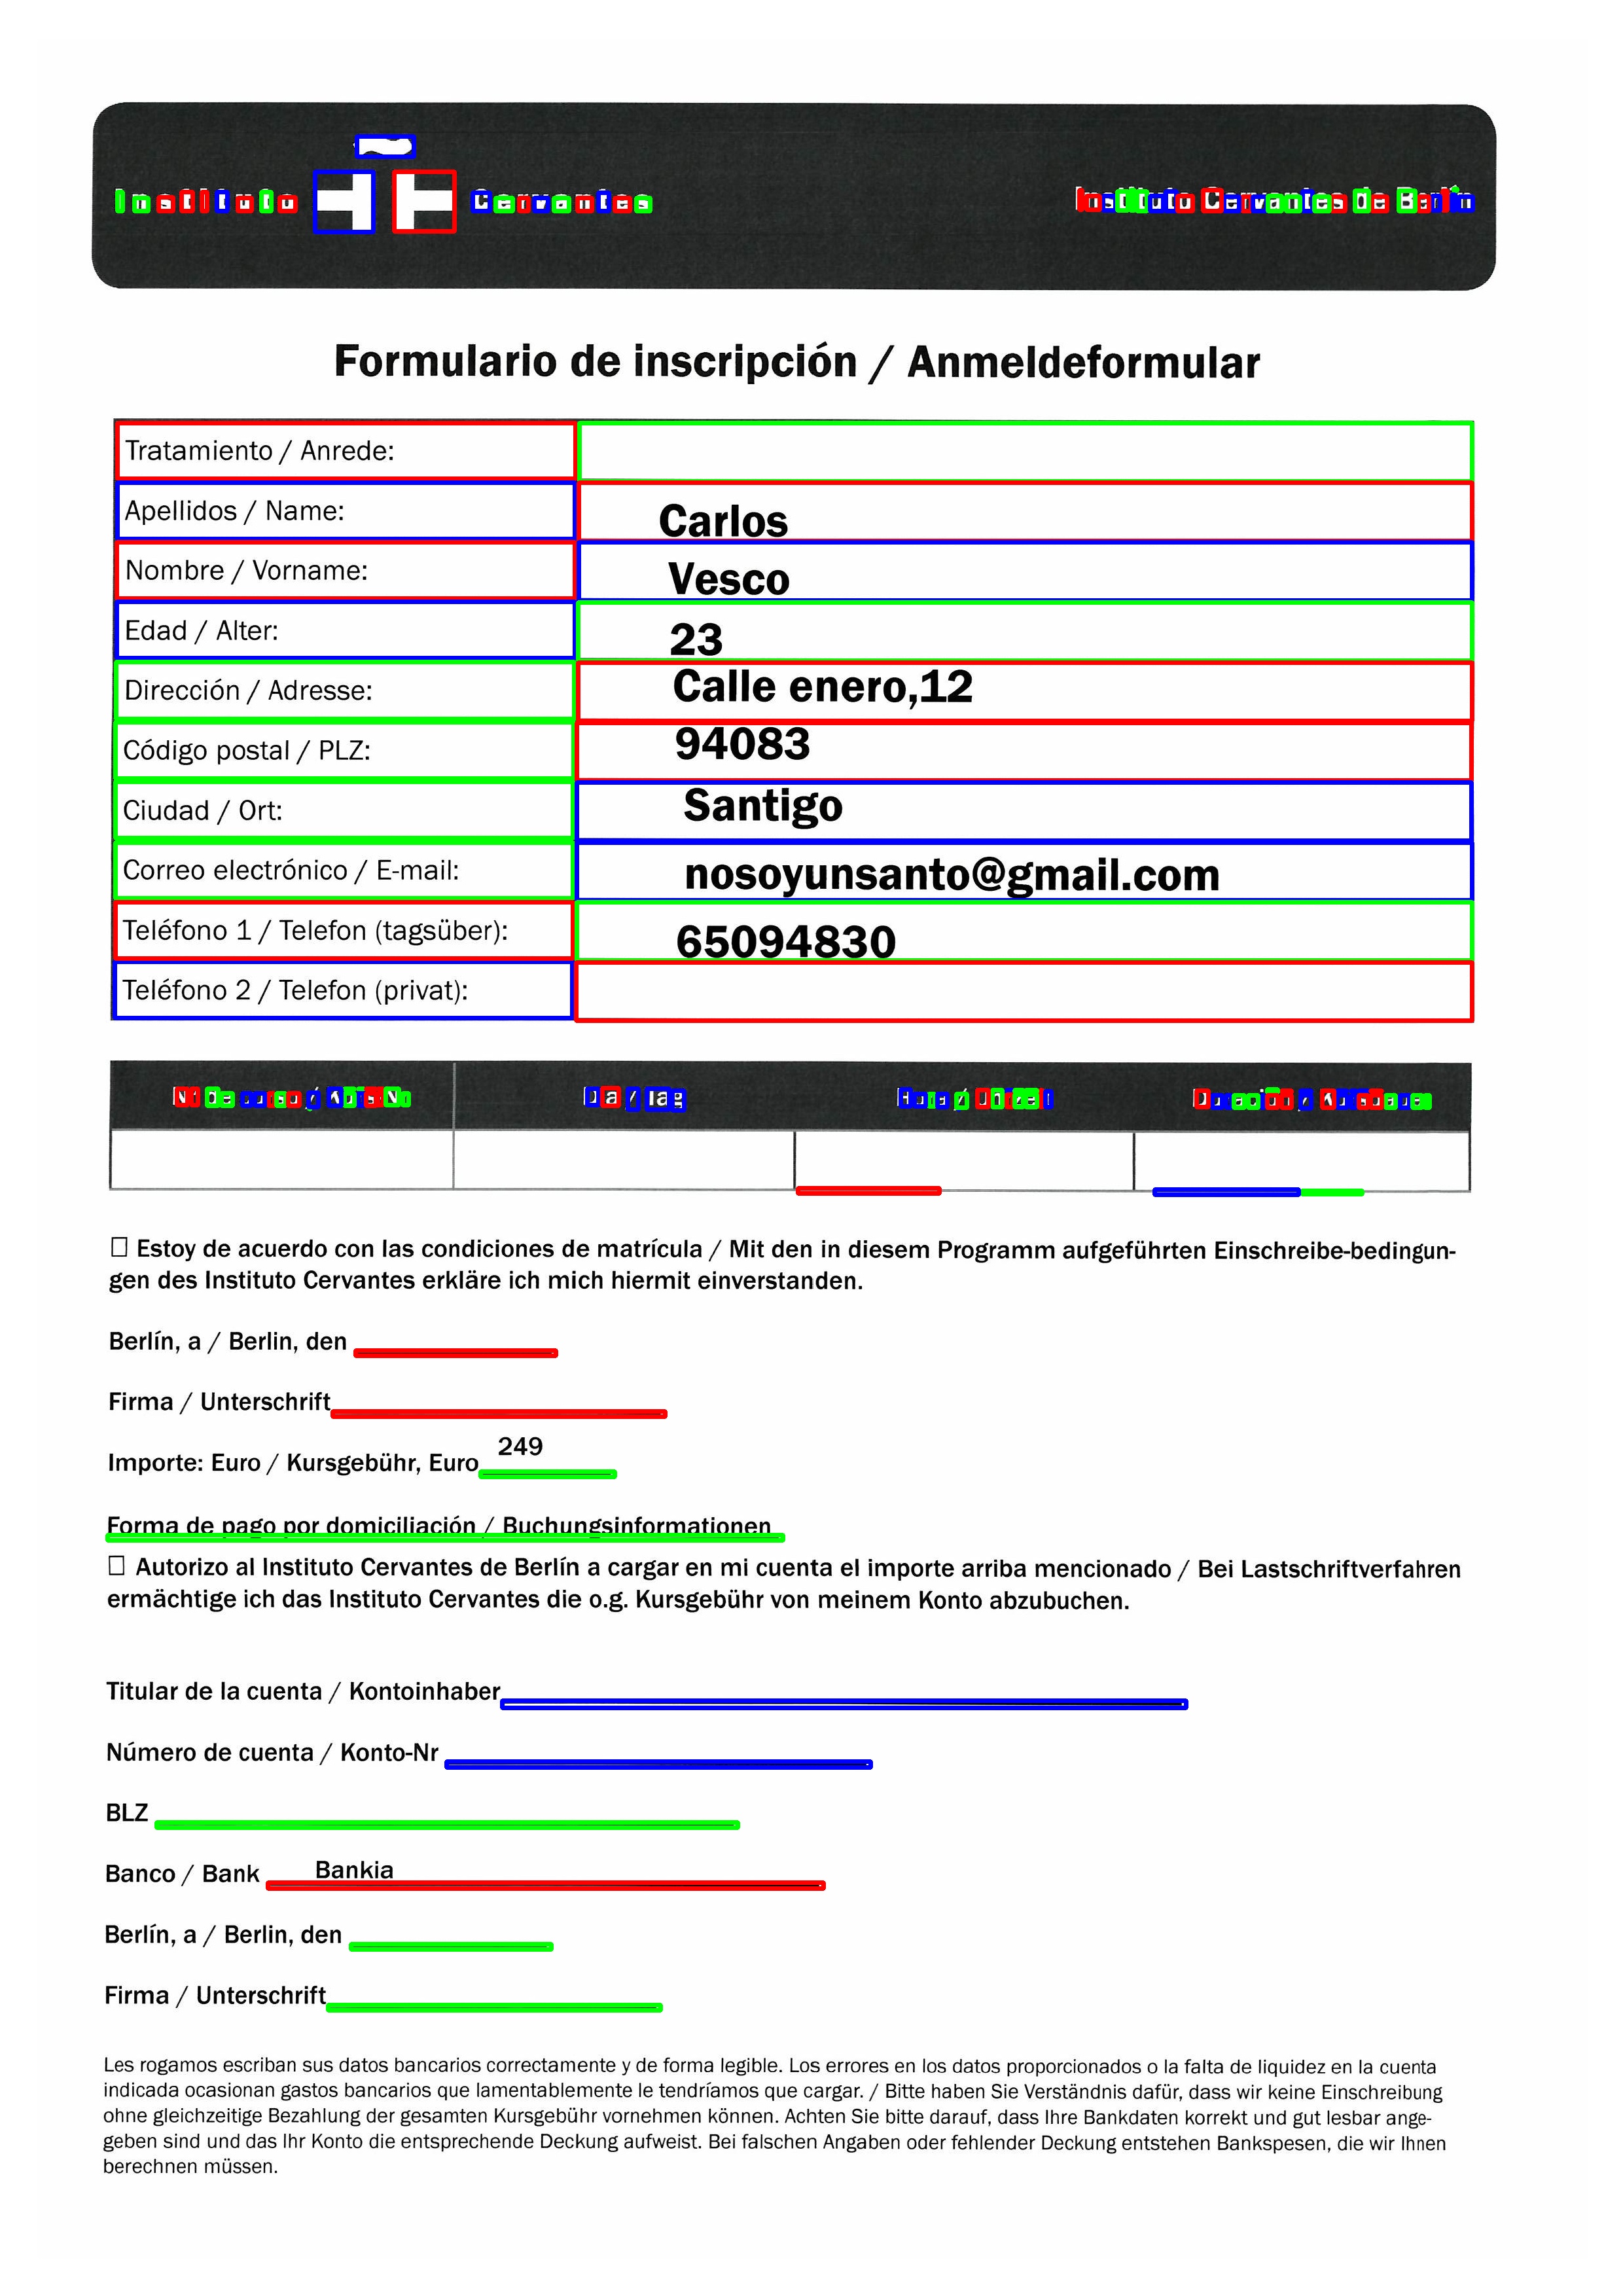 Instituto Cervantes
Instituto Cervantes de Berlín
Formulario de inscripción / Anmeldeformular
Tratamiento / Anrede:
Apellidos / Name: Carlos
Nombre / Vorname: Vesco
Edad / Alter: 23
Dirección / Adresse: Calle enero,12
Código postal / PLZ: 94083
Ciudad / Ort: Santigo
Correo electrónico / E-mail: nosoyunsanto@gmail.com
Teléfono 1 / Telefon (tagsüber): 65094830
Teléfono 2 / Telefon (privat):
Día / Tag
☐ Estoy de acuerdo con las condiciones de matrícula / Mit den in diesem Programm aufgeführten Einschreibe-bedingun-
gen des Instituto Cervantes erkläre ich mich hiermit einverstanden.
Berlín, a / Berlin, den
Firma / Unterschrift
Importe: Euro / Kursgebühr, Euro 249
Forma de pago por domiciliación / Buchungsinformationen
☐ Autorizo al Instituto Cervantes de Berlín a cargar en mi cuenta el importe arriba mencionado / Bei Lastschriftverfahren
ermächtige ich das Instituto Cervantes die o.g. Kursgebühr von meinem Konto abzubuchen.
Titular de la cuenta / Kontoinhaber
Número de cuenta / Konto-Nr
BLZ
Banco / Bank Bankia
Berlín, a / Berlin, den
Firma / Unterschrift
Les rogamos escriban sus datos bancarios correctamente y de forma legible. Los errores en los datos proporcionados o la falta de liquidez en la cuenta
indicada ocasionan gastos bancarios que lamentablemente le tendríamos que cargar. / Bitte haben Sie Verständnis dafür, dass wir keine Einschreibung
ohne gleichzeitige Bezahlung der gesamten Kursgebühr vornehmen können. Achten Sie bitte darauf, dass Ihre Bankdaten korrekt und gut lesbar ange-
geben sind und das Ihr Konto die entsprechende Deckung aufweist. Bei falschen Angaben oder fehlender Deckung entstehen Bankspesen, die wir Ihnen
berechnen müssen.